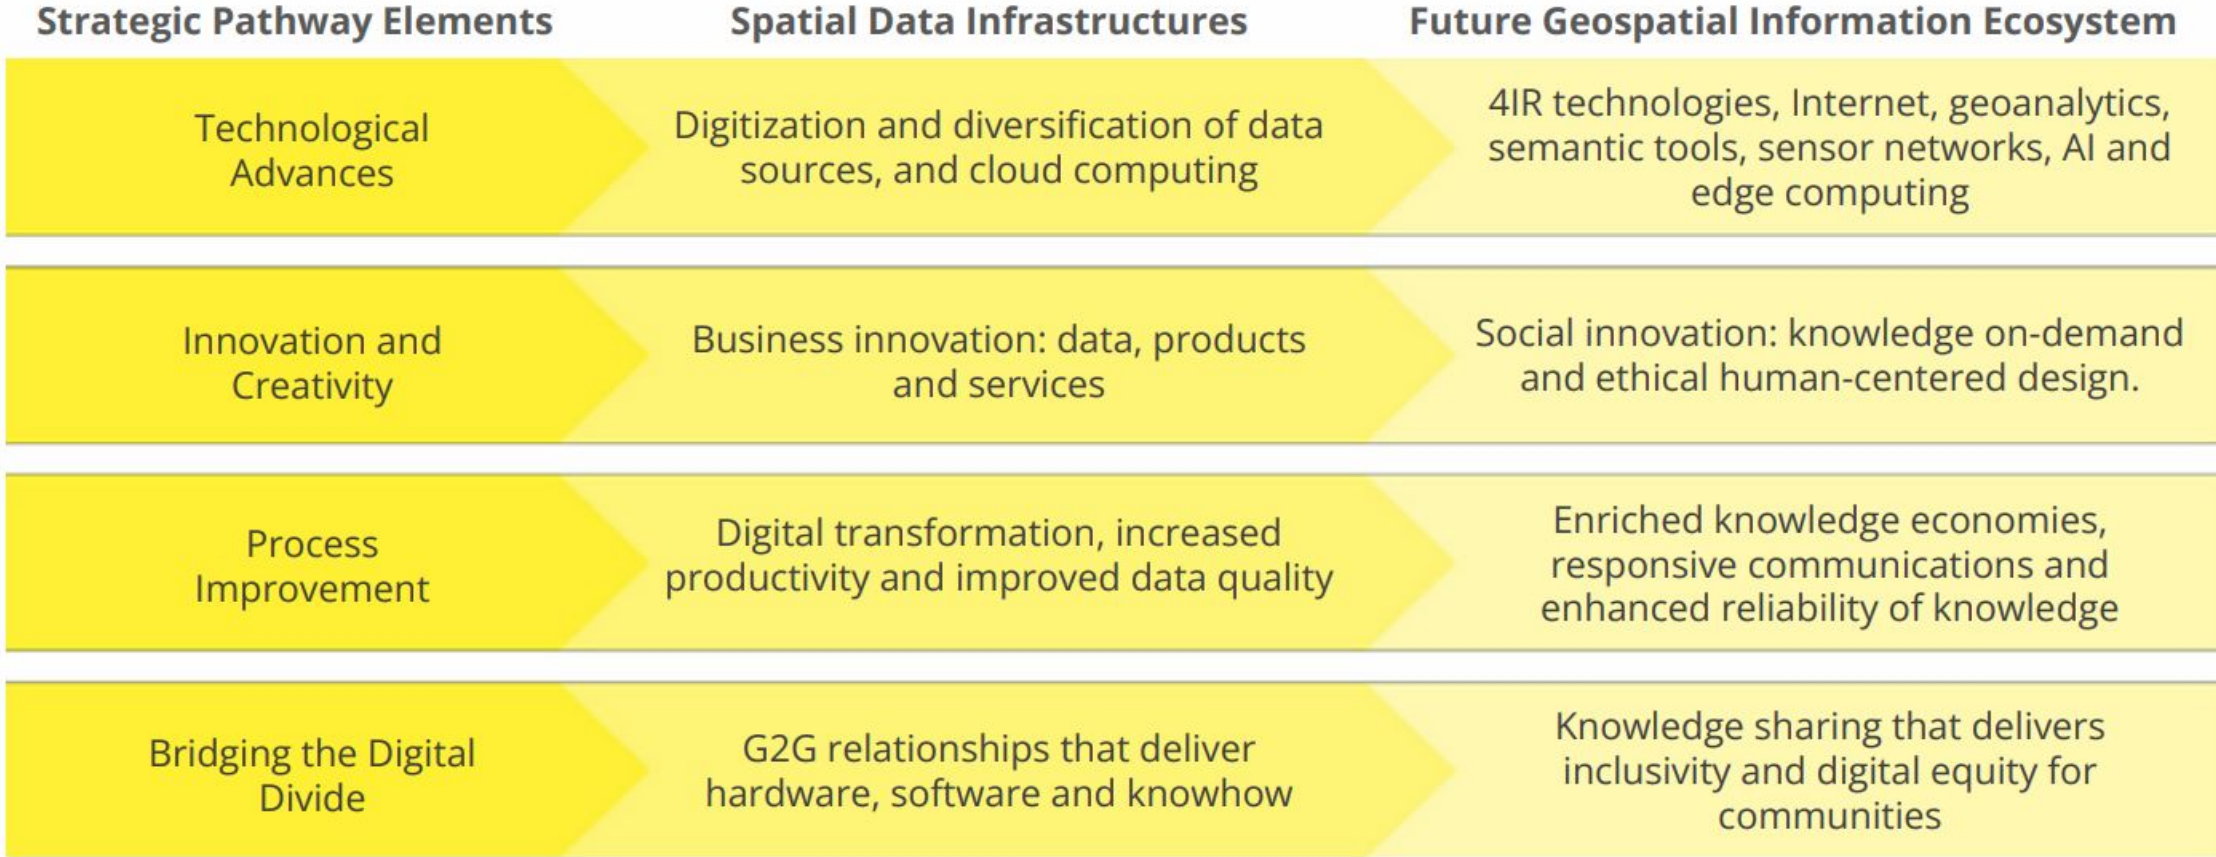 Strategic Pathway Elements
Spatial Data Infrastructures
Future Geospatial Information Ecosystem
Technological
Advances
Digitization and diversification of data
sources, and cloud computing
4IR technologies, Internet, geoanalytics,
semantic tools, sensor networks, AI and
edge computing
Innovation and
Creativity
Business innovation: data, products
and services
Social innovation: knowledge on-demand
and ethical human-centered design.
Process
Improvement
Digital transformation, increased
productivity and improved data quality
Enriched knowledge economies,
responsive communications and
enhanced reliability of knowledge
Bridging the Digital
Divide
G2G relationships that deliver
hardware, software and knowhow
Knowledge sharing that delivers
inclusivity and digital equity for
communities